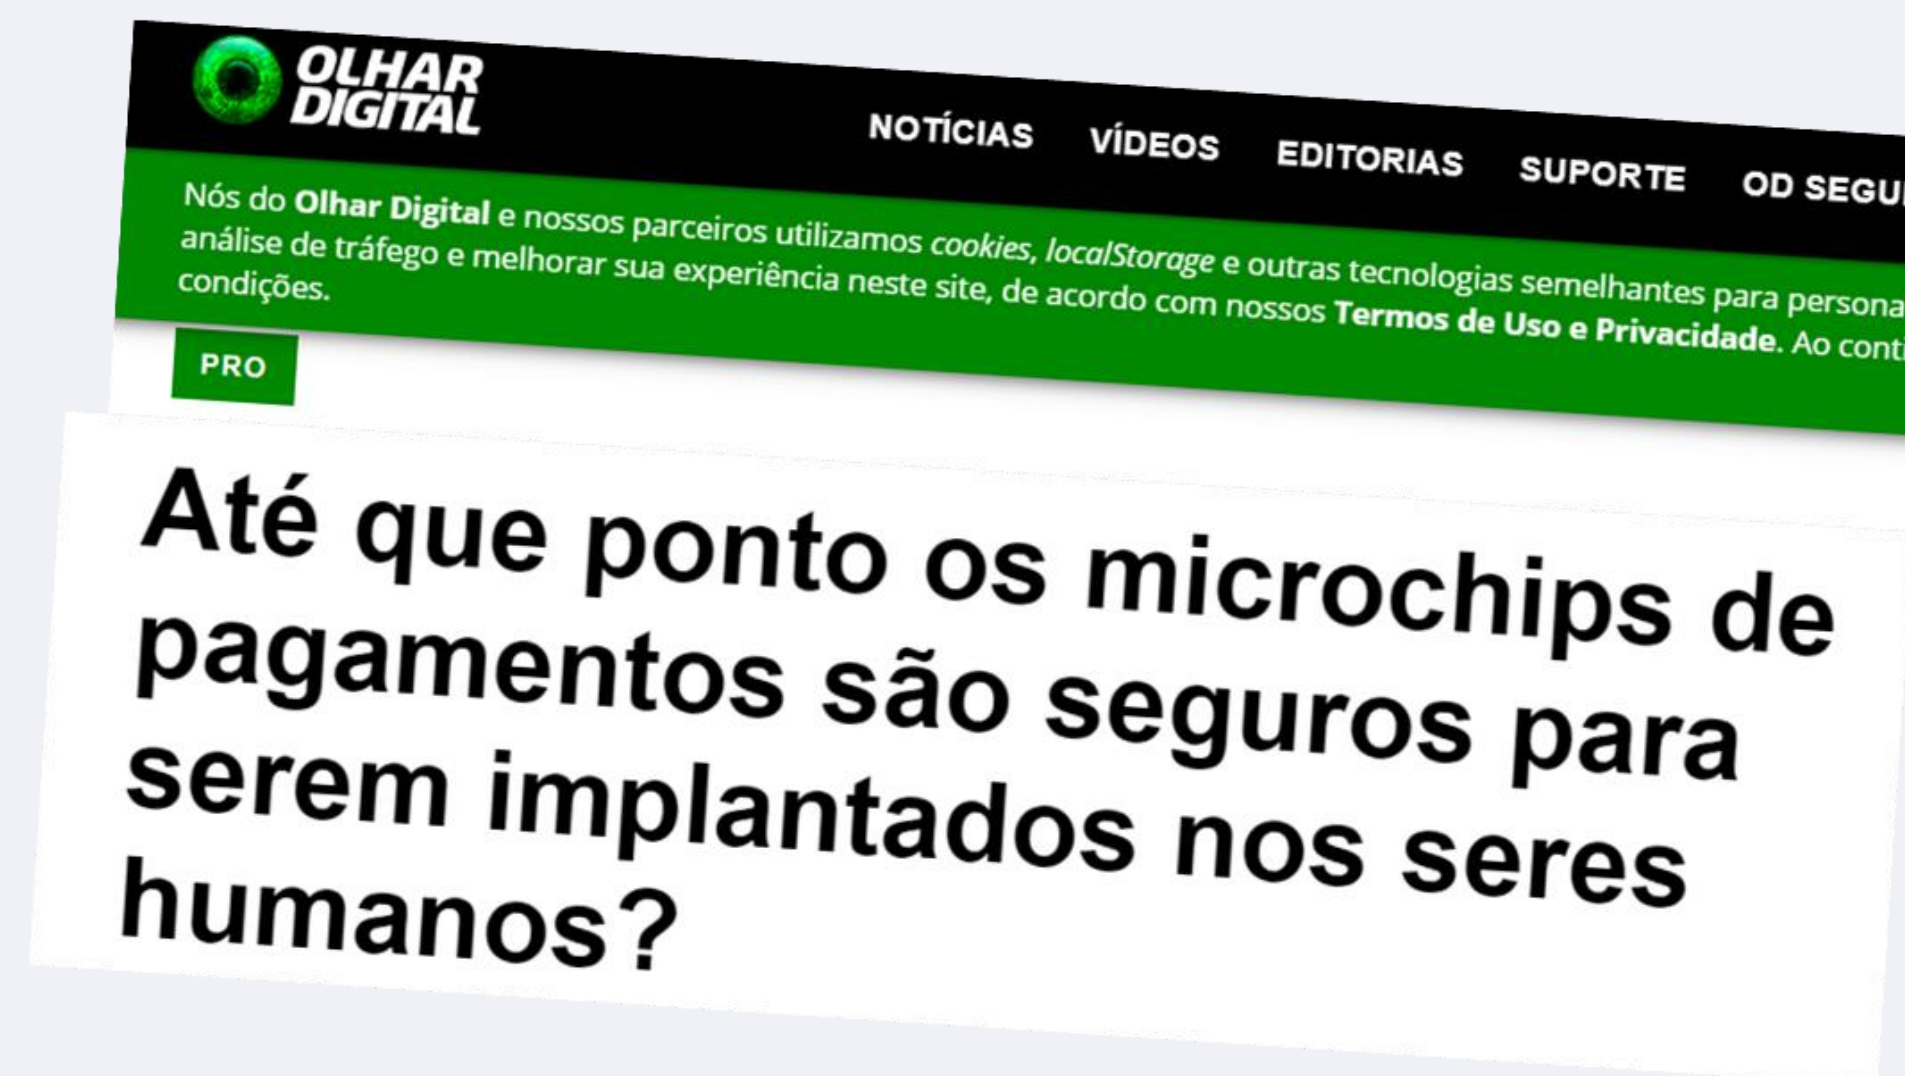 OLHAR
DIGITAL
NOTÍCIAS VÍDEOS EDITORIAS SUPORTE OD
Nós do Olhar Digital e nossos parceiros utilizamos cookies, localStorage e outras tecnologias semelhantes para
análise de tráfego e melhorar sua experiência neste site, de acordo com nossos Termos de Uso e Privacidade. Ao
condições.
PRO
Até que ponto os microchips de
pagamentos são seguros para
serem implantados nos seres
humanos?